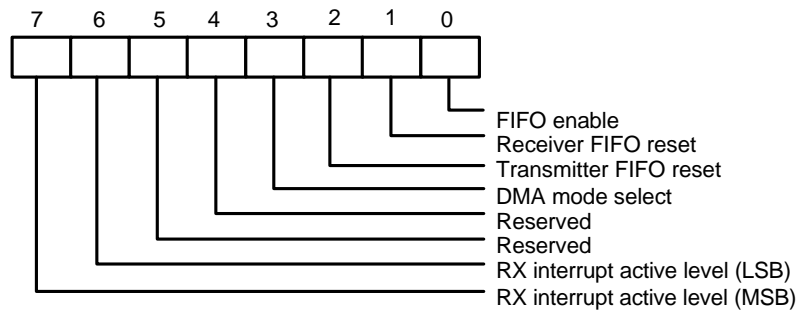 7 6 5 4 3 2 1 0
FIFO enable
Receiver FIFO reset
Transmitter FIFO reset
DMA mode select
Reserved
Reserved
RX interrupt active level (LSB)
RX interrupt active level (MSB)